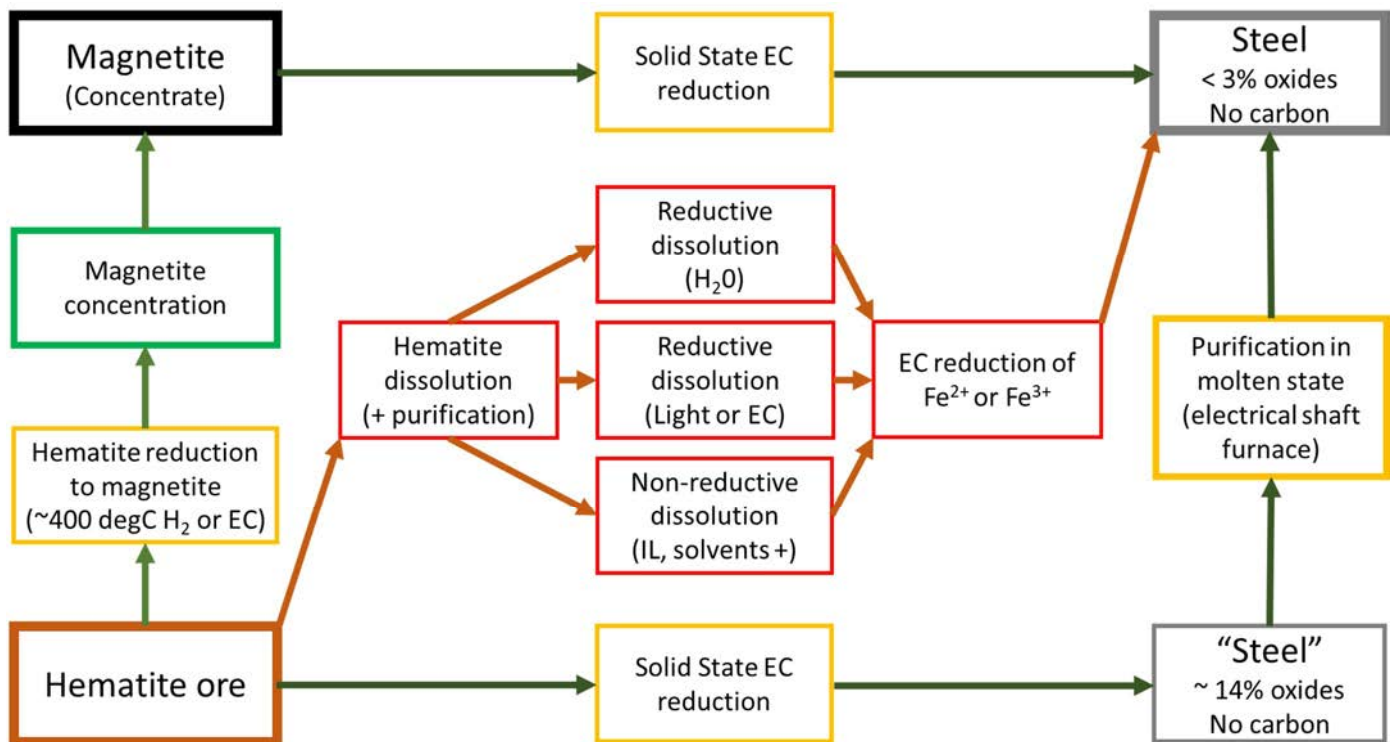 Magnetite
(Concentrate)
Solid State EC
reduction
Steel
< 3% oxides
No carbon
Magnetite
concentration
Reductive
dissolution
(H₂0)
Hematite
dissolution
(+ purification)
Reductive
dissolution
(Light or EC)
EC reduction of
Fe²⁺ or Fe³⁺
Purification in
molten state
(electrical shaft
furnace)
Hematite reduction
to magnetite
(~400 degC H₂ or EC)
Non-reductive
dissolution
(IL, solvents +)
Hematite ore
Solid State EC
reduction
“Steel”
~ 14% oxides
No carbon